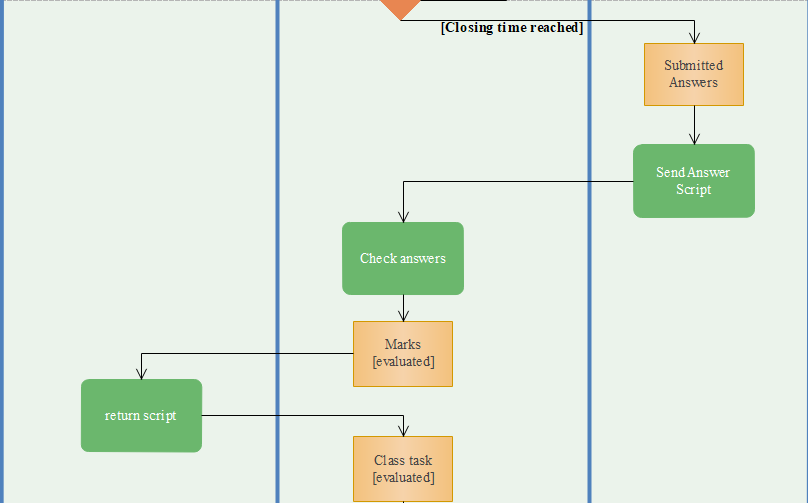 [Closing time reached]
Submitted
Answers
Send Answer
Script
Check answers
Marks
[evaluated]
return script
Class task
[evaluated]